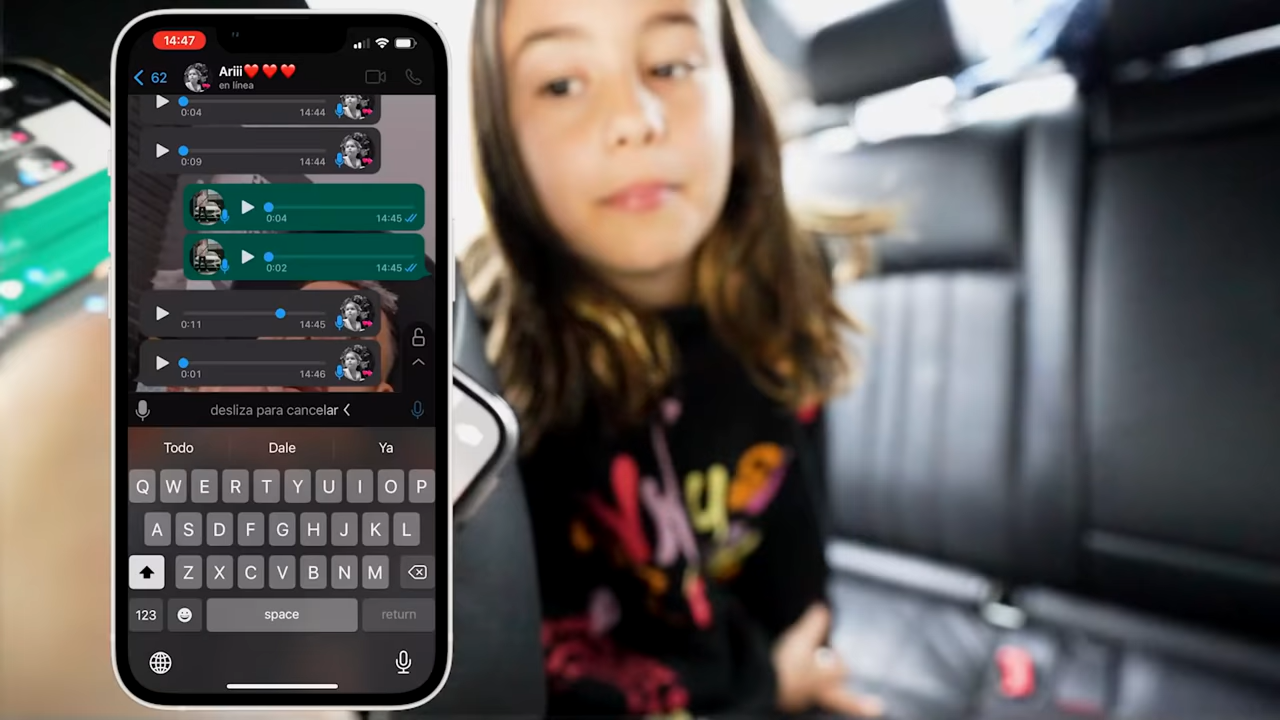 14:47
62
Ariii❤️❤️❤️
en línea
0:04 14:44
0:09 14:44
0:04 14:45
0:02 14:45
0:11 14:45
0:01 14:46
desliza para cancelar
Todo Dale Ya
Q W E R T Y U I O P
A S D F G H J K L
Z X C V B N M
123 space return